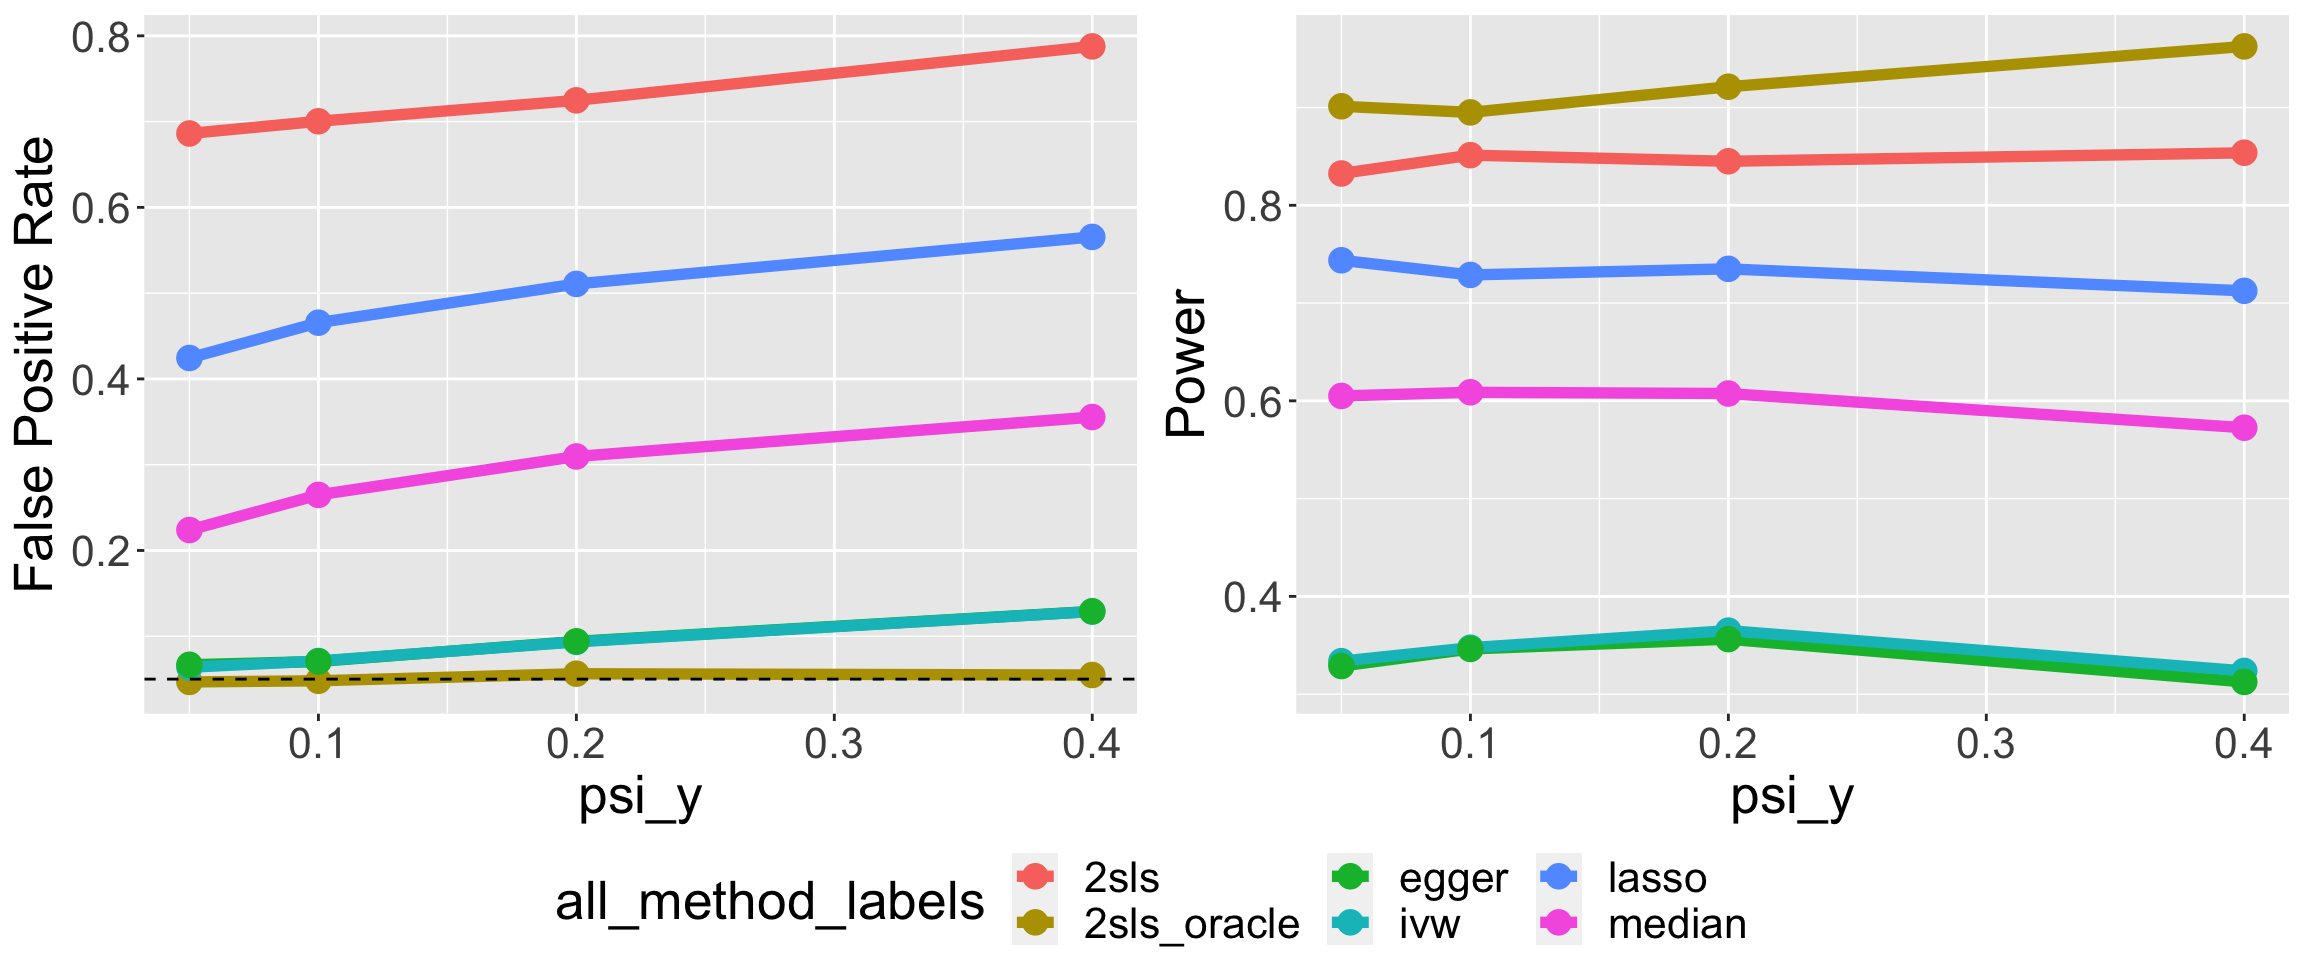 False Positive Rate
0.8
0.6
0.4
0.2
0.1 0.2 0.3 0.4
psi_y
Power
0.8
0.6
0.4
0.1 0.2 0.3 0.4
psi_y
all_method_labels
2sls egger lasso
2sls_oracle ivw median